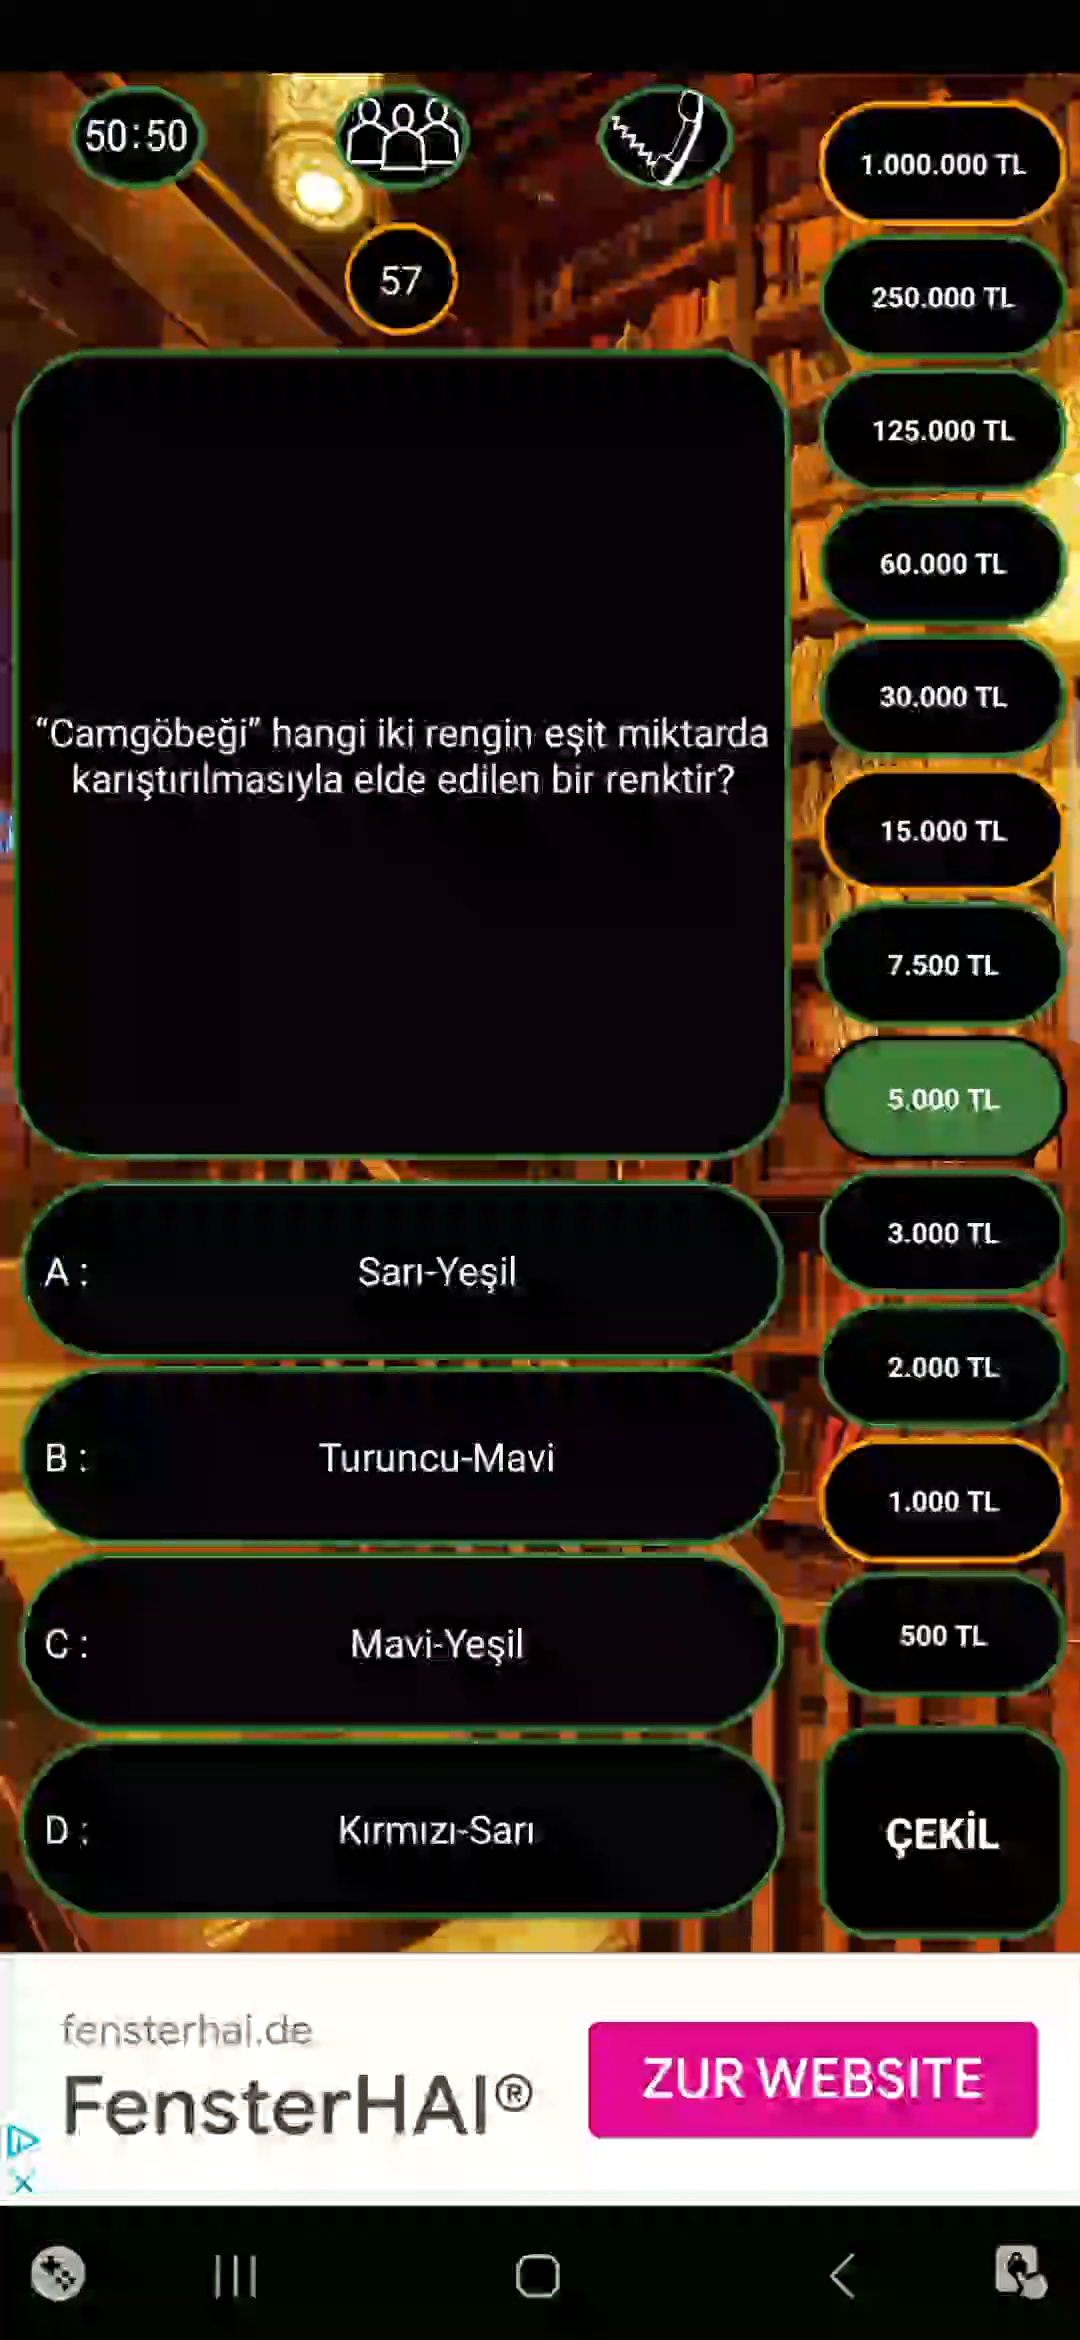 50:50
57
1.000.000 TL
250.000 TL
125.000 TL
60.000 TL
30.000 TL
15.000 TL
7.500 TL
5.000 TL
3.000 TL
2.000 TL
1.000 TL
500 TL
ÇEKİL
“Camgöbeği” hangi iki rengin eşit miktarda
karıştırılmasıyla elde edilen bir renktir?
A : Sarı-Yeşil
B : Turuncu-Mavi
C : Mavi-Yeşil
D : Kırmızı-Sarı
fensterhai.de
FensterHAI®
ZUR WEBSITE